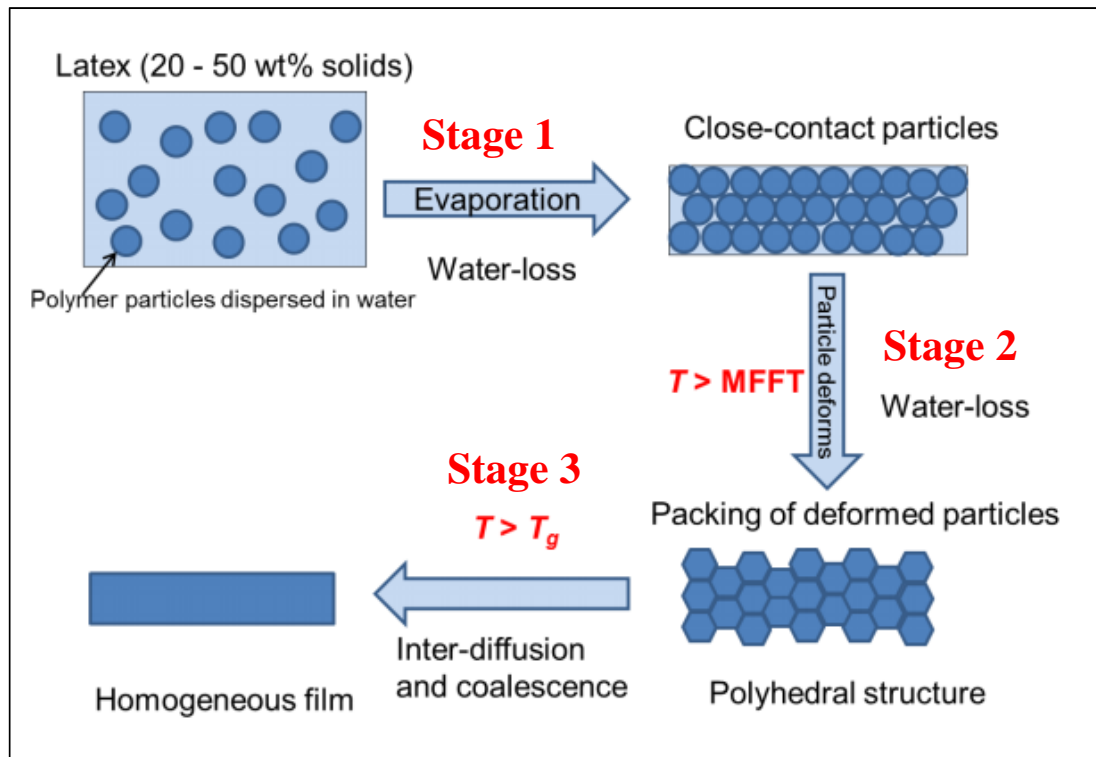 Latex (20 - 50 wt% solids)
Polymer particles dispersed in water
Stage 1
Evaporation
Water-loss
Close-contact particles
Particle deforms
T > MFFT
Stage 2
Water-loss
Packing of deformed particles
Polyhedral structure
Stage 3
T > Tg
Inter-diffusion
and coalescence
Homogeneous film